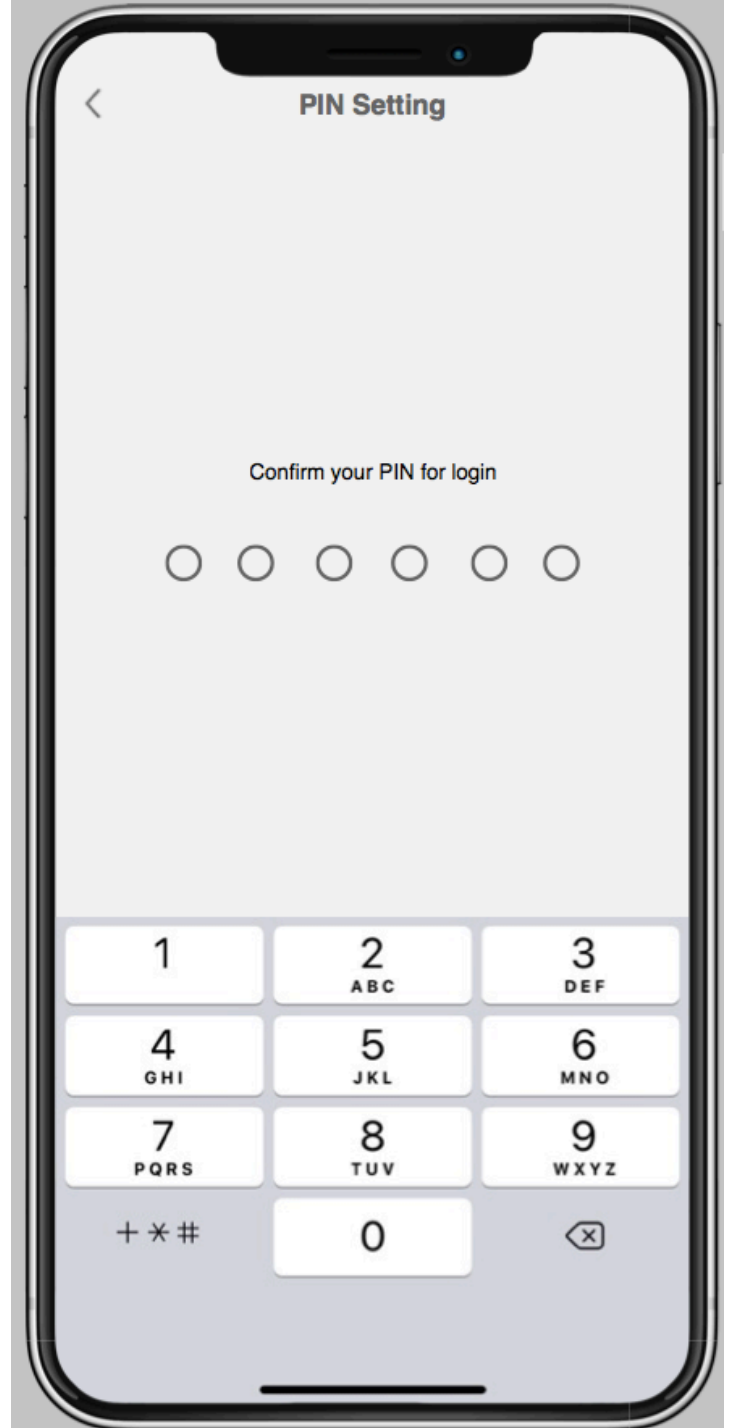 PIN Setting
Confirm your PIN for login
1
2
ABC
3
DEF
4
GHI
5
JKL
6
MNO
7
PQRS
8
TUV
9
WXYZ
+*#
0